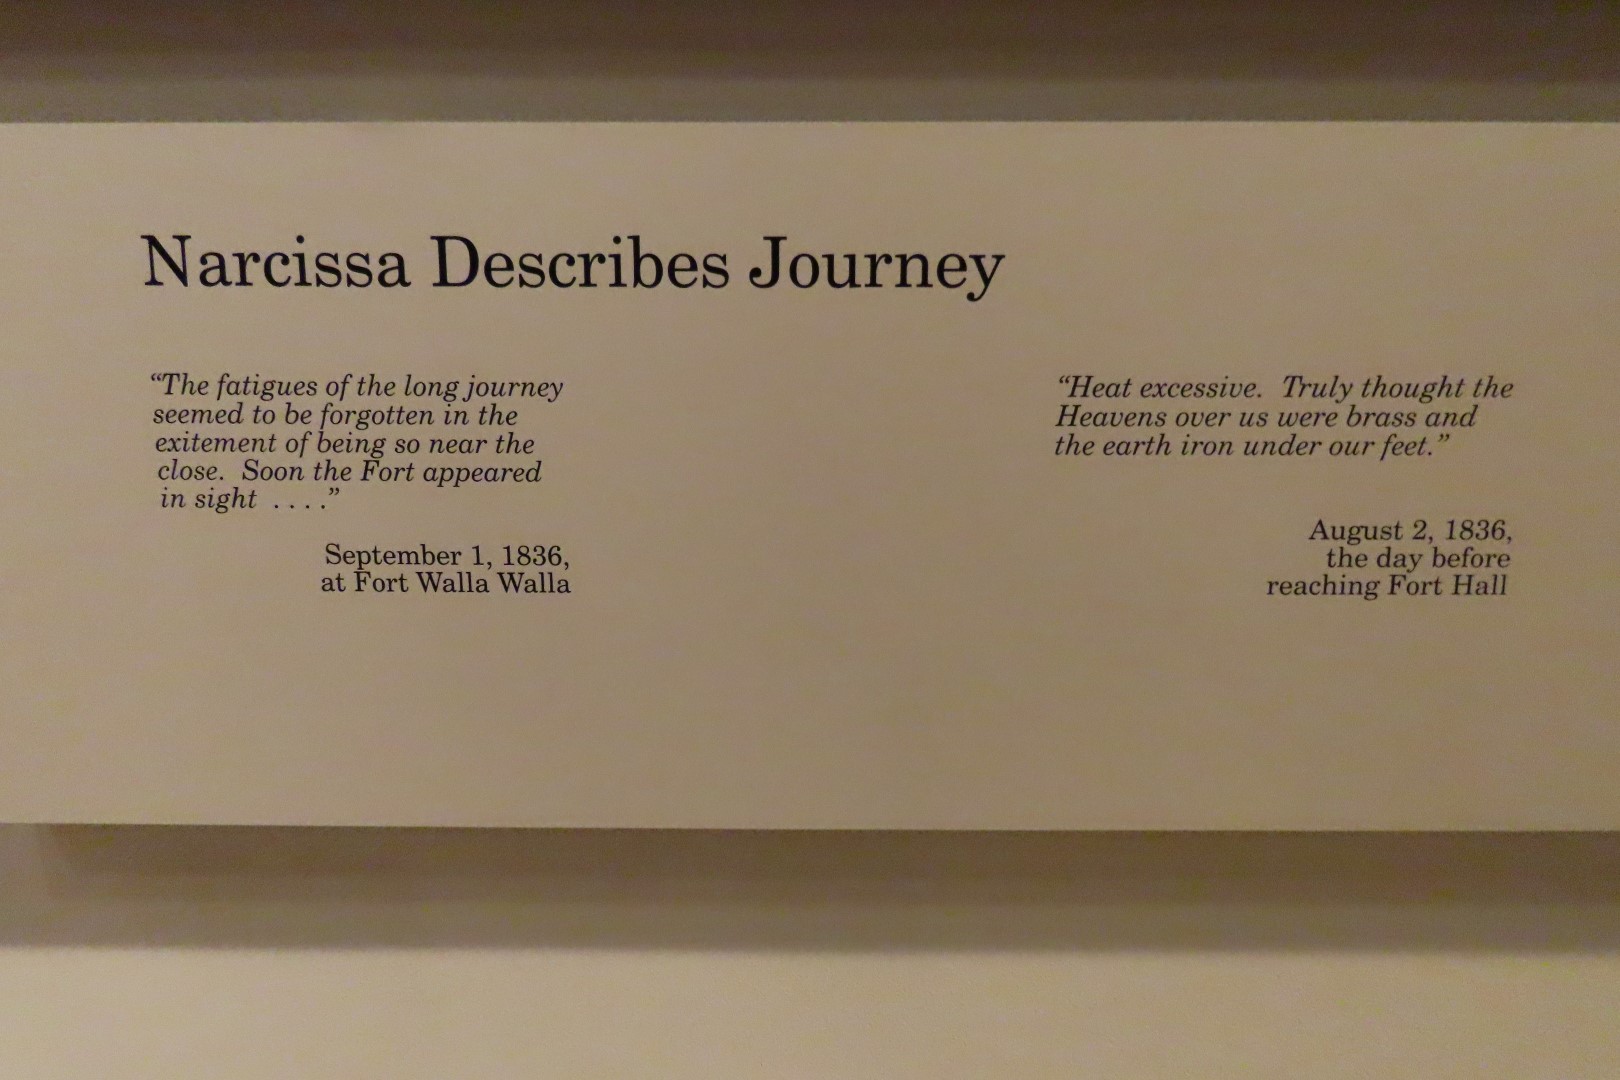 Narcissa Describes Journey
“The fatigues of the long journey
seemed to be forgotten in the
exitement of being so near the
close. Soon the Fort appeared
in sight . . . .”
September 1, 1836,
at Fort Walla Walla
“Heat excessive. Truly thought the
Heavens over us were brass and
the earth iron under our feet.”
August 2, 1836,
the day before
reaching Fort Hall